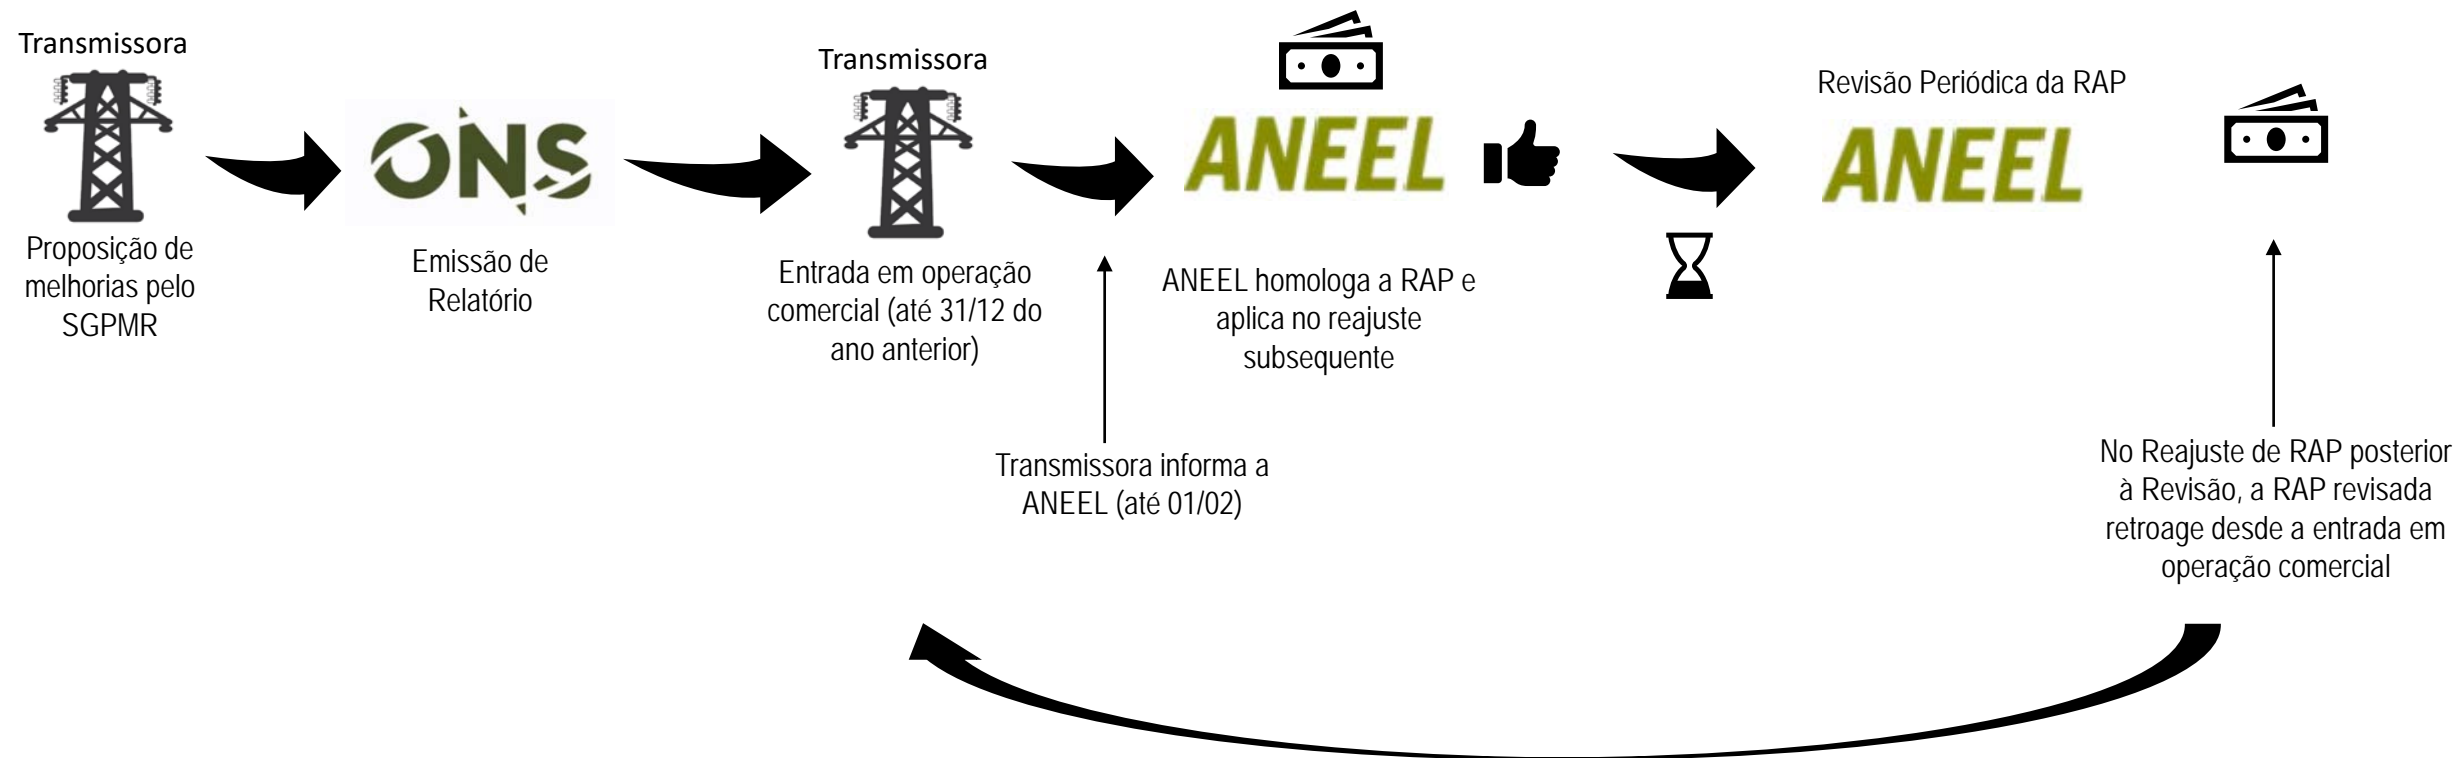 Transmissora
Proposição de
melhorias pelo
SGPMR
ONS
Emissão de
Relatório
Transmissora
Entrada em operação
comercial (até 31/12 do
ano anterior)
Transmissora informa a
ANEEL (até 01/02)
ANEEL
ANEEL homologa a RAP e
aplica no reajuste
subsequente
Revisão Periódica da RAP
ANEEL
No Reajuste de RAP posterior
à Revisão, a RAP revisada
retroage desde a entrada em
operação comercial